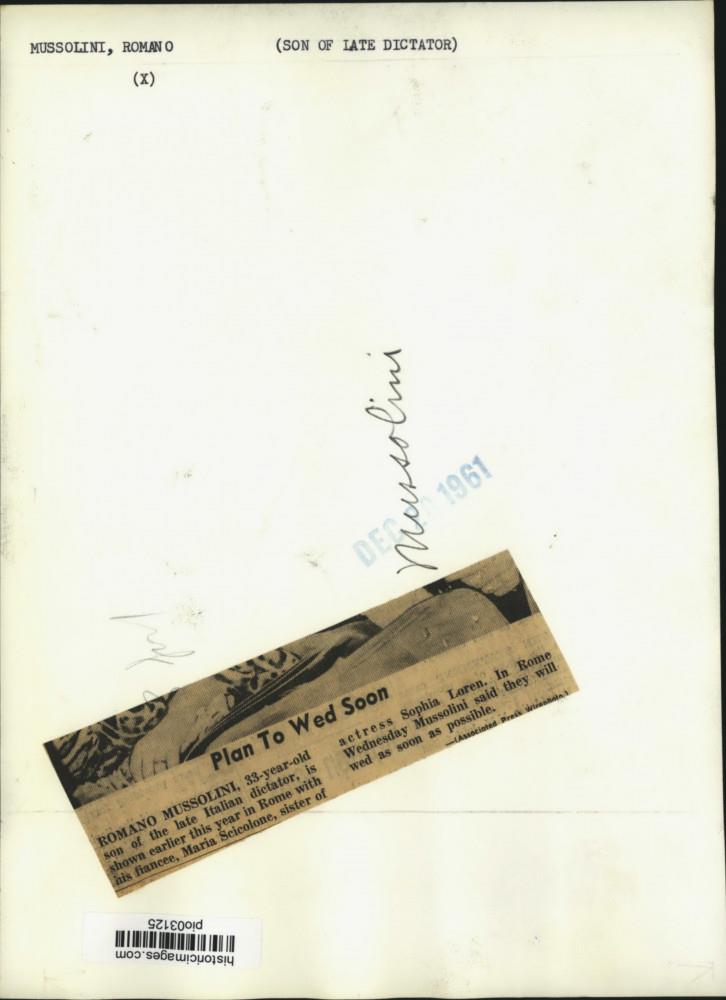 MUSSOLINI, ROMANO (SON OF LATE DICTATOR)
(X)
Mussolini
DEC 1961
Plan To Wed Soon
ROMANO MUSSOLINI, 33-year-old
son of the late Italian dictator, is
shown earlier this year in Rome with
his fiancee, Maria Scicolone, sister of
actress Sophia Loren. In Rome
Wednesday Mussolini said they will
wed as soon as possible.
—(Associated Press Wirephoto.)
historicimages.com
pio03125